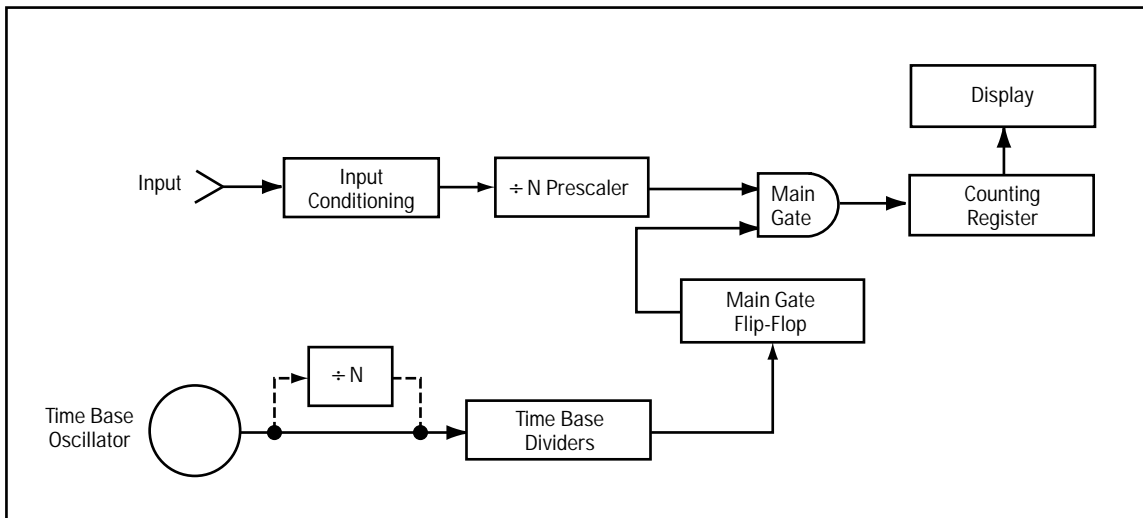 Display
Input
Input
Conditioning
÷ N Prescaler
Main
Gate
Counting
Register
Main Gate
Flip-Flop
÷ N
Time Base
Oscillator
Time Base
Dividers